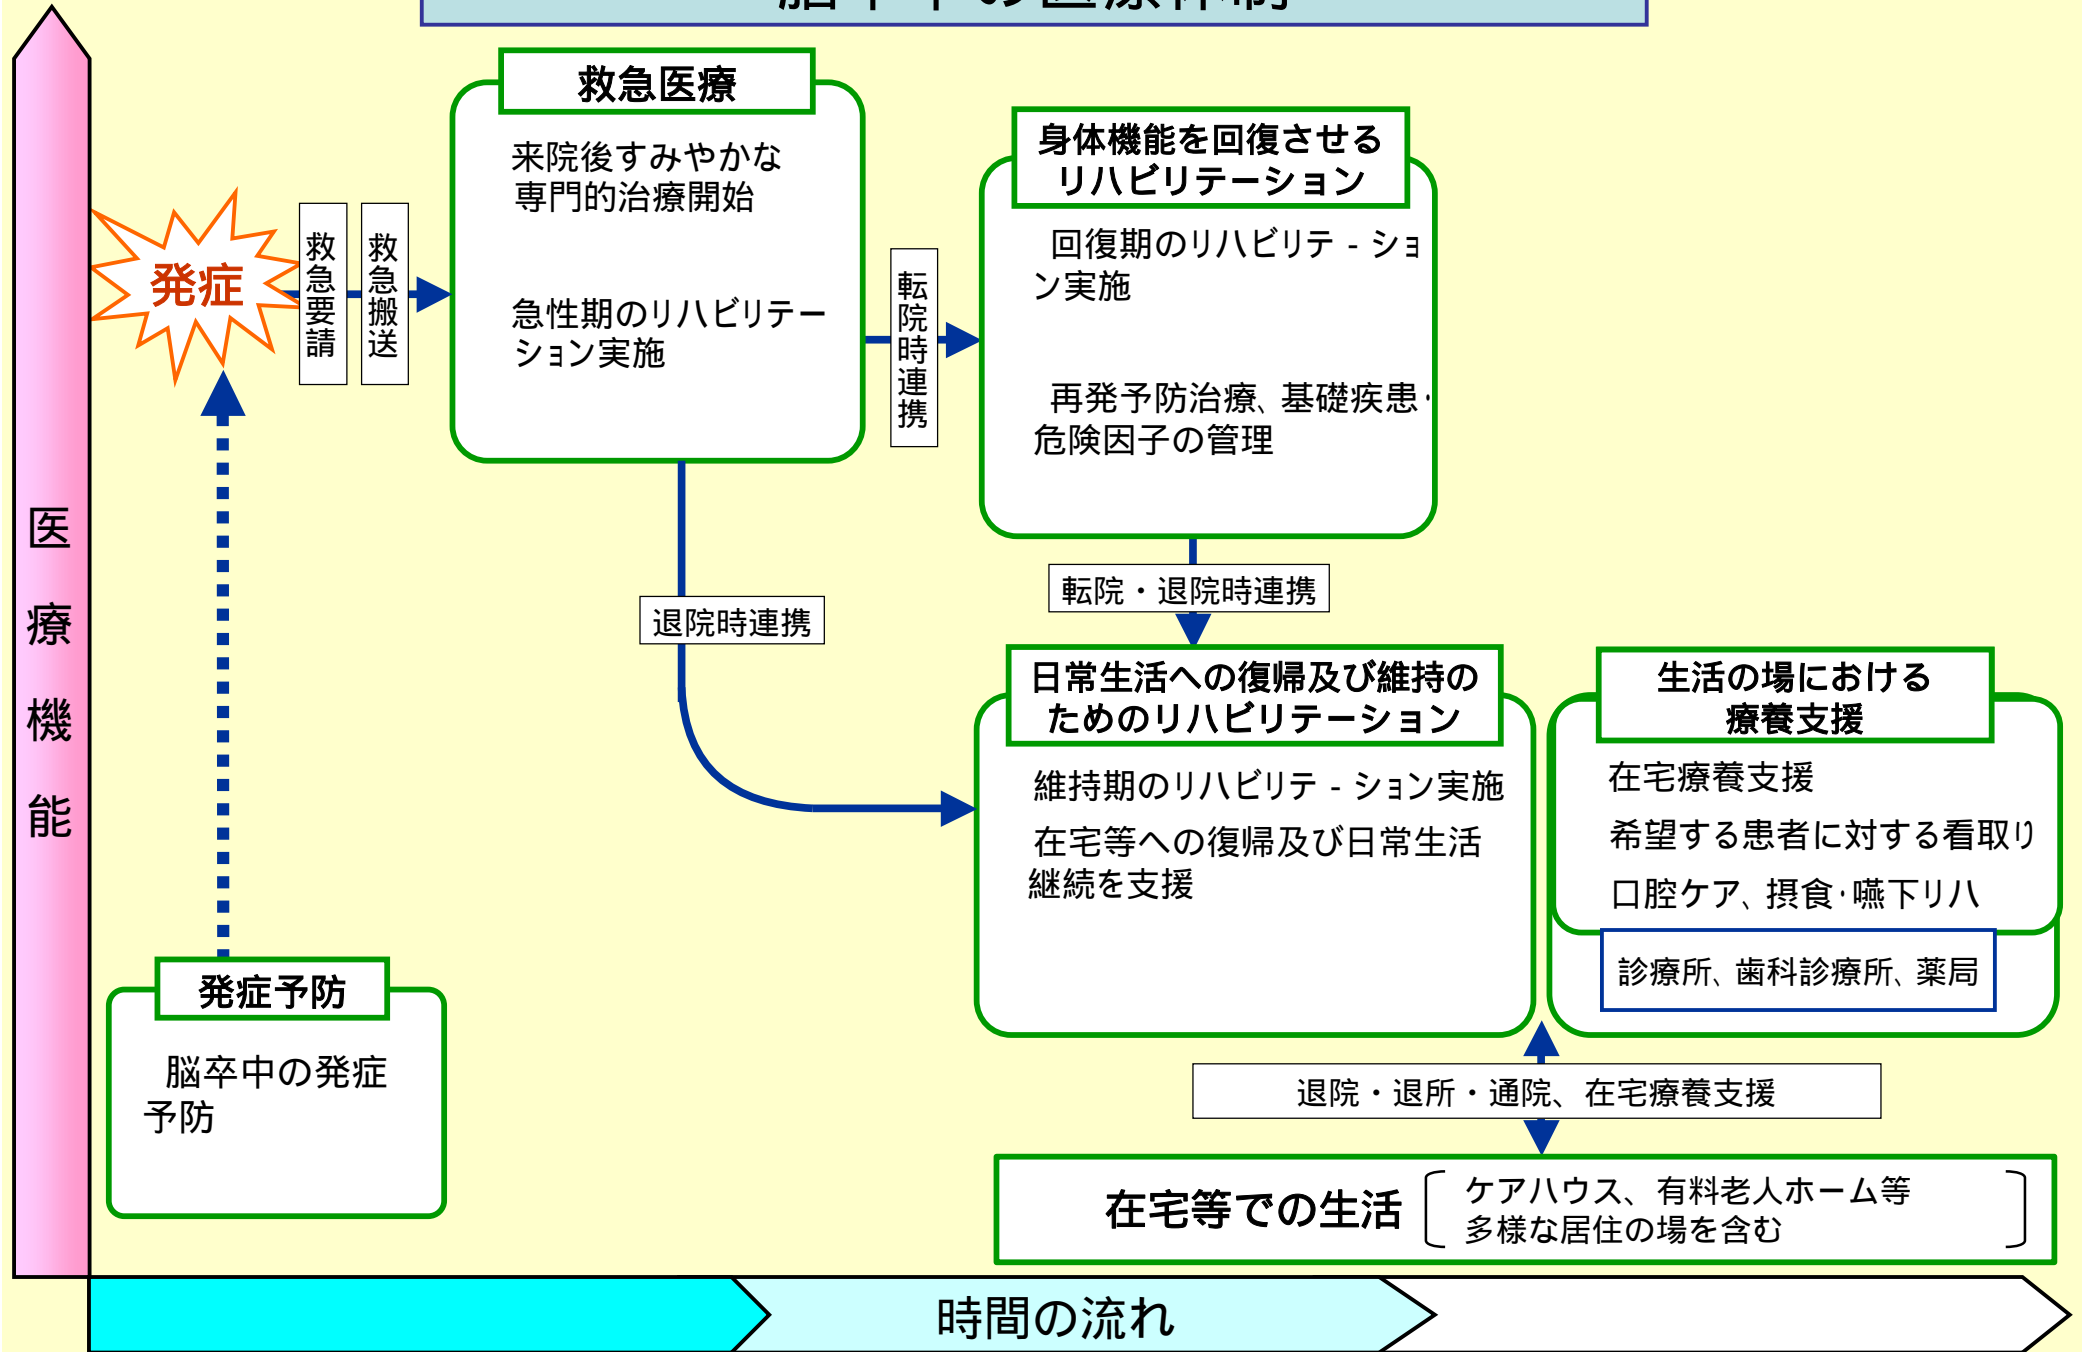 脳卒中の医療体制
救急医療
来院後すみやかな
専門的治療開始
急性期のリハビリテー
ション実施
身体機能を回復させる
リハビリテーション
回復期のリハビリテ‐ショ
ン実施
再発予防治療、基礎疾患・
危険因子の管理
発症
救急要請
救急搬送
転院時連携
医療機能
退院時連携
転院・退院時連携
日常生活への復帰及び維持の
ためのリハビリテーション
維持期のリハビリテ‐ション実施
在宅等への復帰及び日常生活
継続を支援
生活の場における
療養支援
在宅療養支援
希望する患者に対する看取り
口腔ケア、摂食・嚥下リハ
診療所、歯科診療所、薬局
発症予防
脳卒中の発症
予防
退院・退所・通院、在宅療養支援
在宅等での生活
ケアハウス、有料老人ホーム等
多様な居住の場を含む
時間の流れ